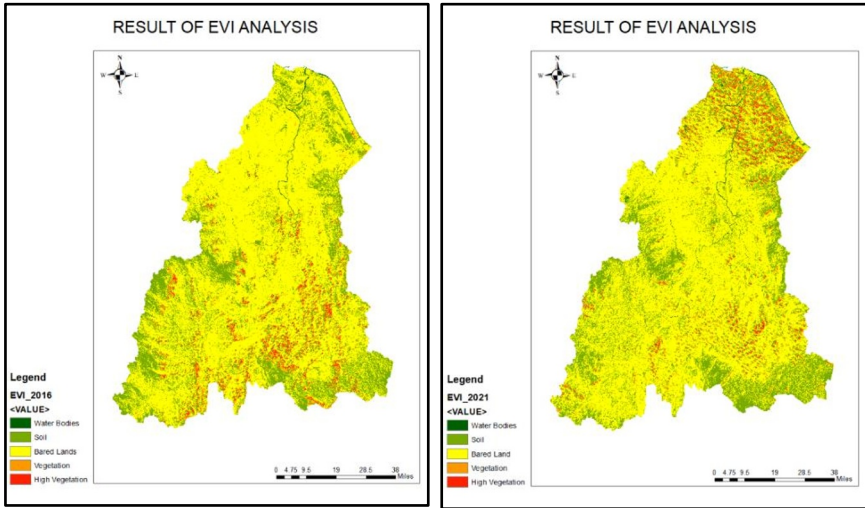 RESULT OF EVI ANALYSIS
N
W E
S
Legend
EVI_2016
<VALUE>
Water Bodies
Soil
Bared Lands
Vegetation
High Vegetation
0 4.75 9.5 19 28.5 38
Miles
RESULT OF EVI ANALYSIS
N
W E
S
Legend
EVI_2021
<VALUE>
Water Bodies
Soil
Bared Land
Vegetation
High Vegetation
0 4.75 9.5 19 28.5 38
Miles